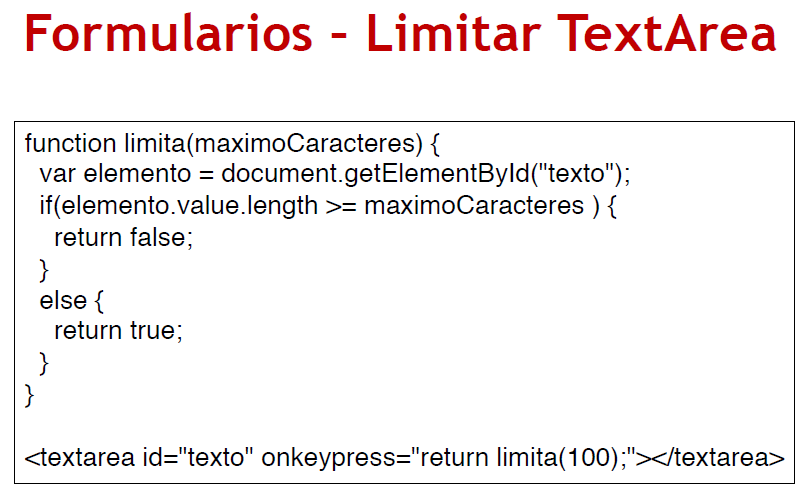 Formularios – Limitar TextArea
function limita(maximoCaracteres) {
var elemento = document.getElementById("texto");
if(elemento.value.length >= maximoCaracteres ) {
return false;
}
else {
return true;
}
}
<textarea id="texto" onkeypress="return limita(100);"></textarea>